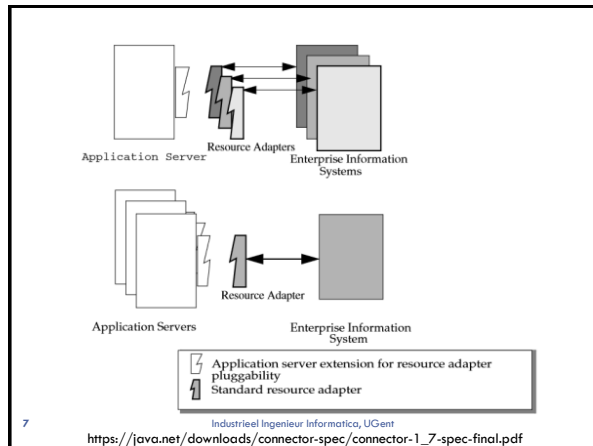 Application Server
Resource Adapters
Enterprise Information
Systems
Resource Adapter
Application Servers
Enterprise Information
System
Application server extension for resource adapter
pluggability
Standard resource adapter
7
Industrieel Ingenieur Informatica, UGent
https://java.net/downloads/connector-spec/connector-1_7-spec-final.pdf